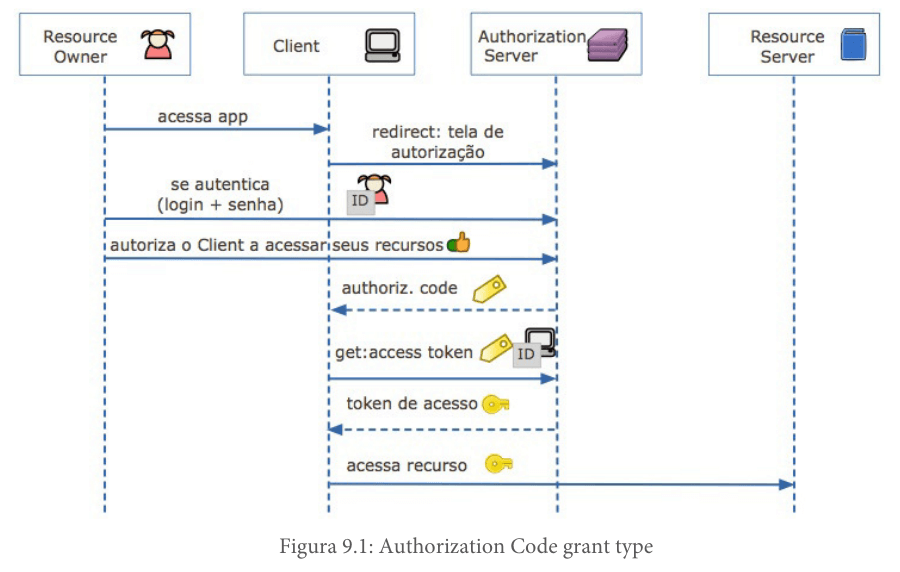 Resource
Owner
Client
Authorization
Server
Resource
Server
acessa app
redirect: tela de
autorização
se autentica
(login + senha)
ID
autoriza o Client a acessar seus recursos
authoriz. code
get:access token
ID
token de acesso
acessa recurso
Figura 9.1: Authorization Code grant type